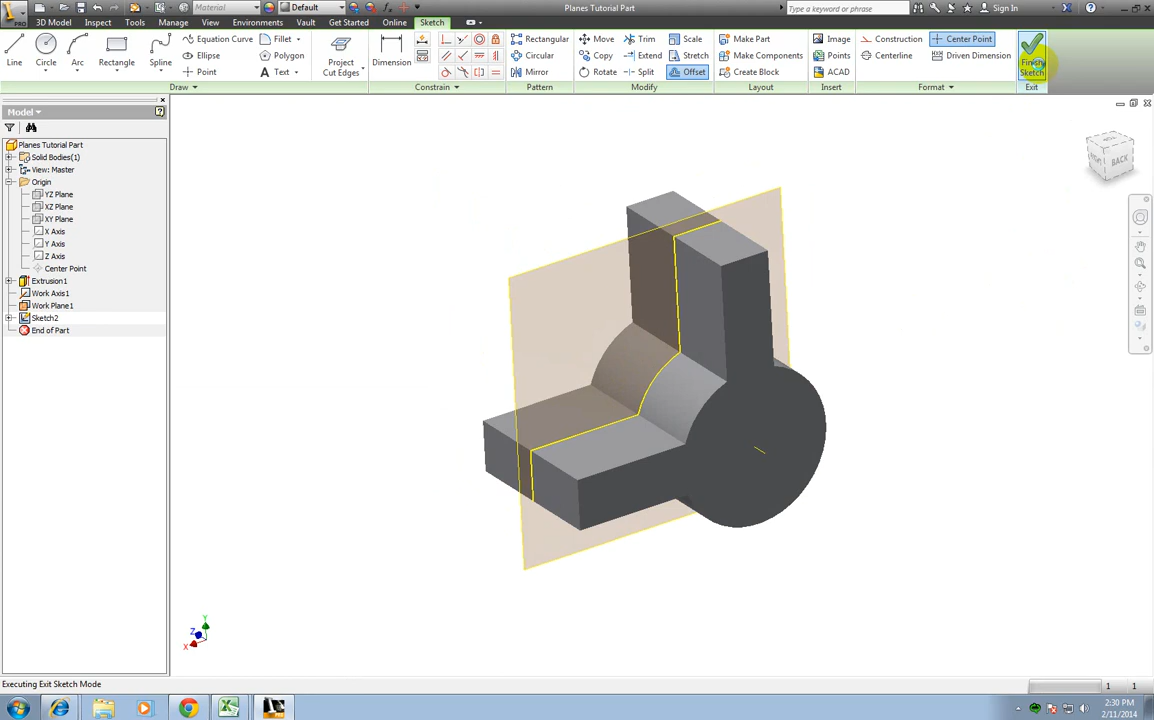 Material
Default
Planes Tutorial Part
Type a keyword or phrase
Sign In
PRO
3D Model
Inspect
Tools
Manage
View
Environments
Vault
Get Started
Online
Sketch
Line
Circle
Arc
Rectangle
Spline
Equation Curve
Ellipse
Point
Fillet
Polygon
Text
Project
Cut Edges
Dimension
Rectangular
Circular
Mirror
Move
Copy
Rotate
Trim
Extend
Split
Scale
Stretch
Offset
Make Part
Make Components
Create Block
Image
Points
ACAD
Construction
Centerline
Center Point
Driven Dimension
Finish
Sketch
Draw
Constrain
Pattern
Modify
Layout
Insert
Format
Exit
Model
Planes Tutorial Part
Solid Bodies(1)
View: Master
Origin
YZ Plane
XZ Plane
XY Plane
X Axis
Y Axis
Z Axis
Center Point
Extrusion1
Work Axis1
Work Plane1
Sketch2
End of Part
RIGHT
BACK
Y
Z
X
Executing Exit Sketch Mode
1
1
2:30 PM
2/11/2014